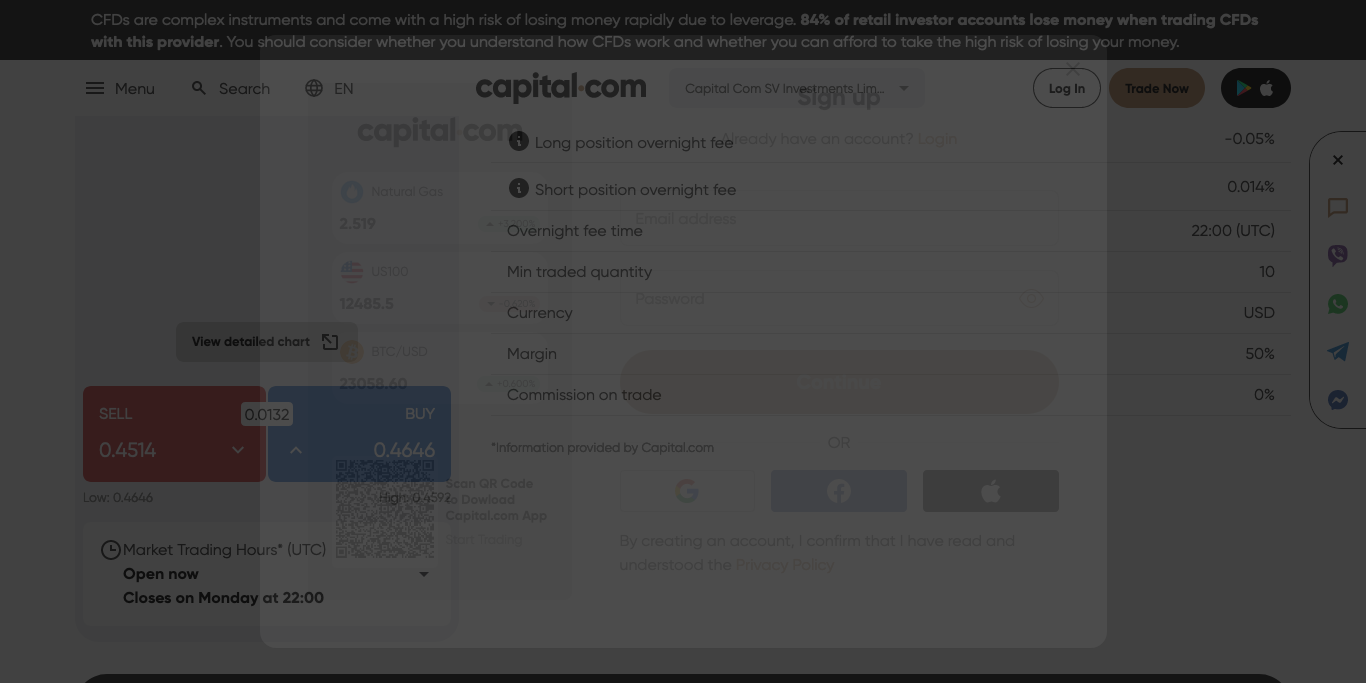 CFDs are complex instruments and come with a high risk of losing money rapidly due to leverage. 84% of retail investor accounts lose money when trading CFDs
with this provider. You should consider whether you understand how CFDs work and whether you can afford to take the high risk of losing your money.
Menu
Search
EN
capital.com
Capital Com SV Investments Lim...
Log In
Trade Now
Sign up
Already have an account? Login
capital.com
Long position overnight fee
-0.05%
Short position overnight fee
0.014%
Overnight fee time
22:00 (UTC)
Min traded quantity
10
Currency
USD
Margin
50%
Commission on trade
0%
*Information provided by Capital.com
Natural Gas
2.519
US100
12485.5
BTC/USD
23058.60
Email address
Password
Continue
OR
View detailed chart
SELL
0.0132
BUY
0.4514
0.4646
Low: 0.4646
High: 0.4592
Scan QR Code
to Dowload
Capital.com App
Start Trading
By creating an account, I confirm that I have read and
understood the Privacy Policy
Market Trading Hours* (UTC)
Open now
Closes on Monday at 22:00